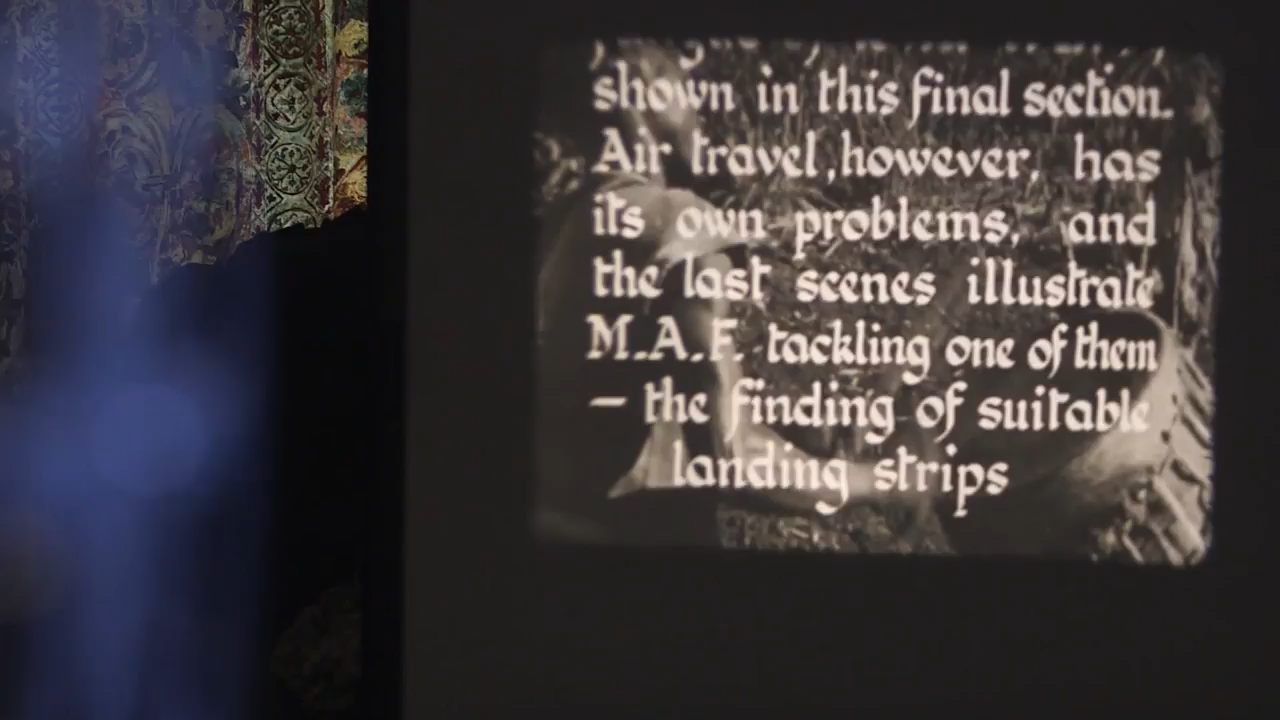 shown in this final section.
Air travel, however, has
its own problems, and
the last scenes illustrate
M.A.F. tackling one of them
– the finding of suitable
landing strips